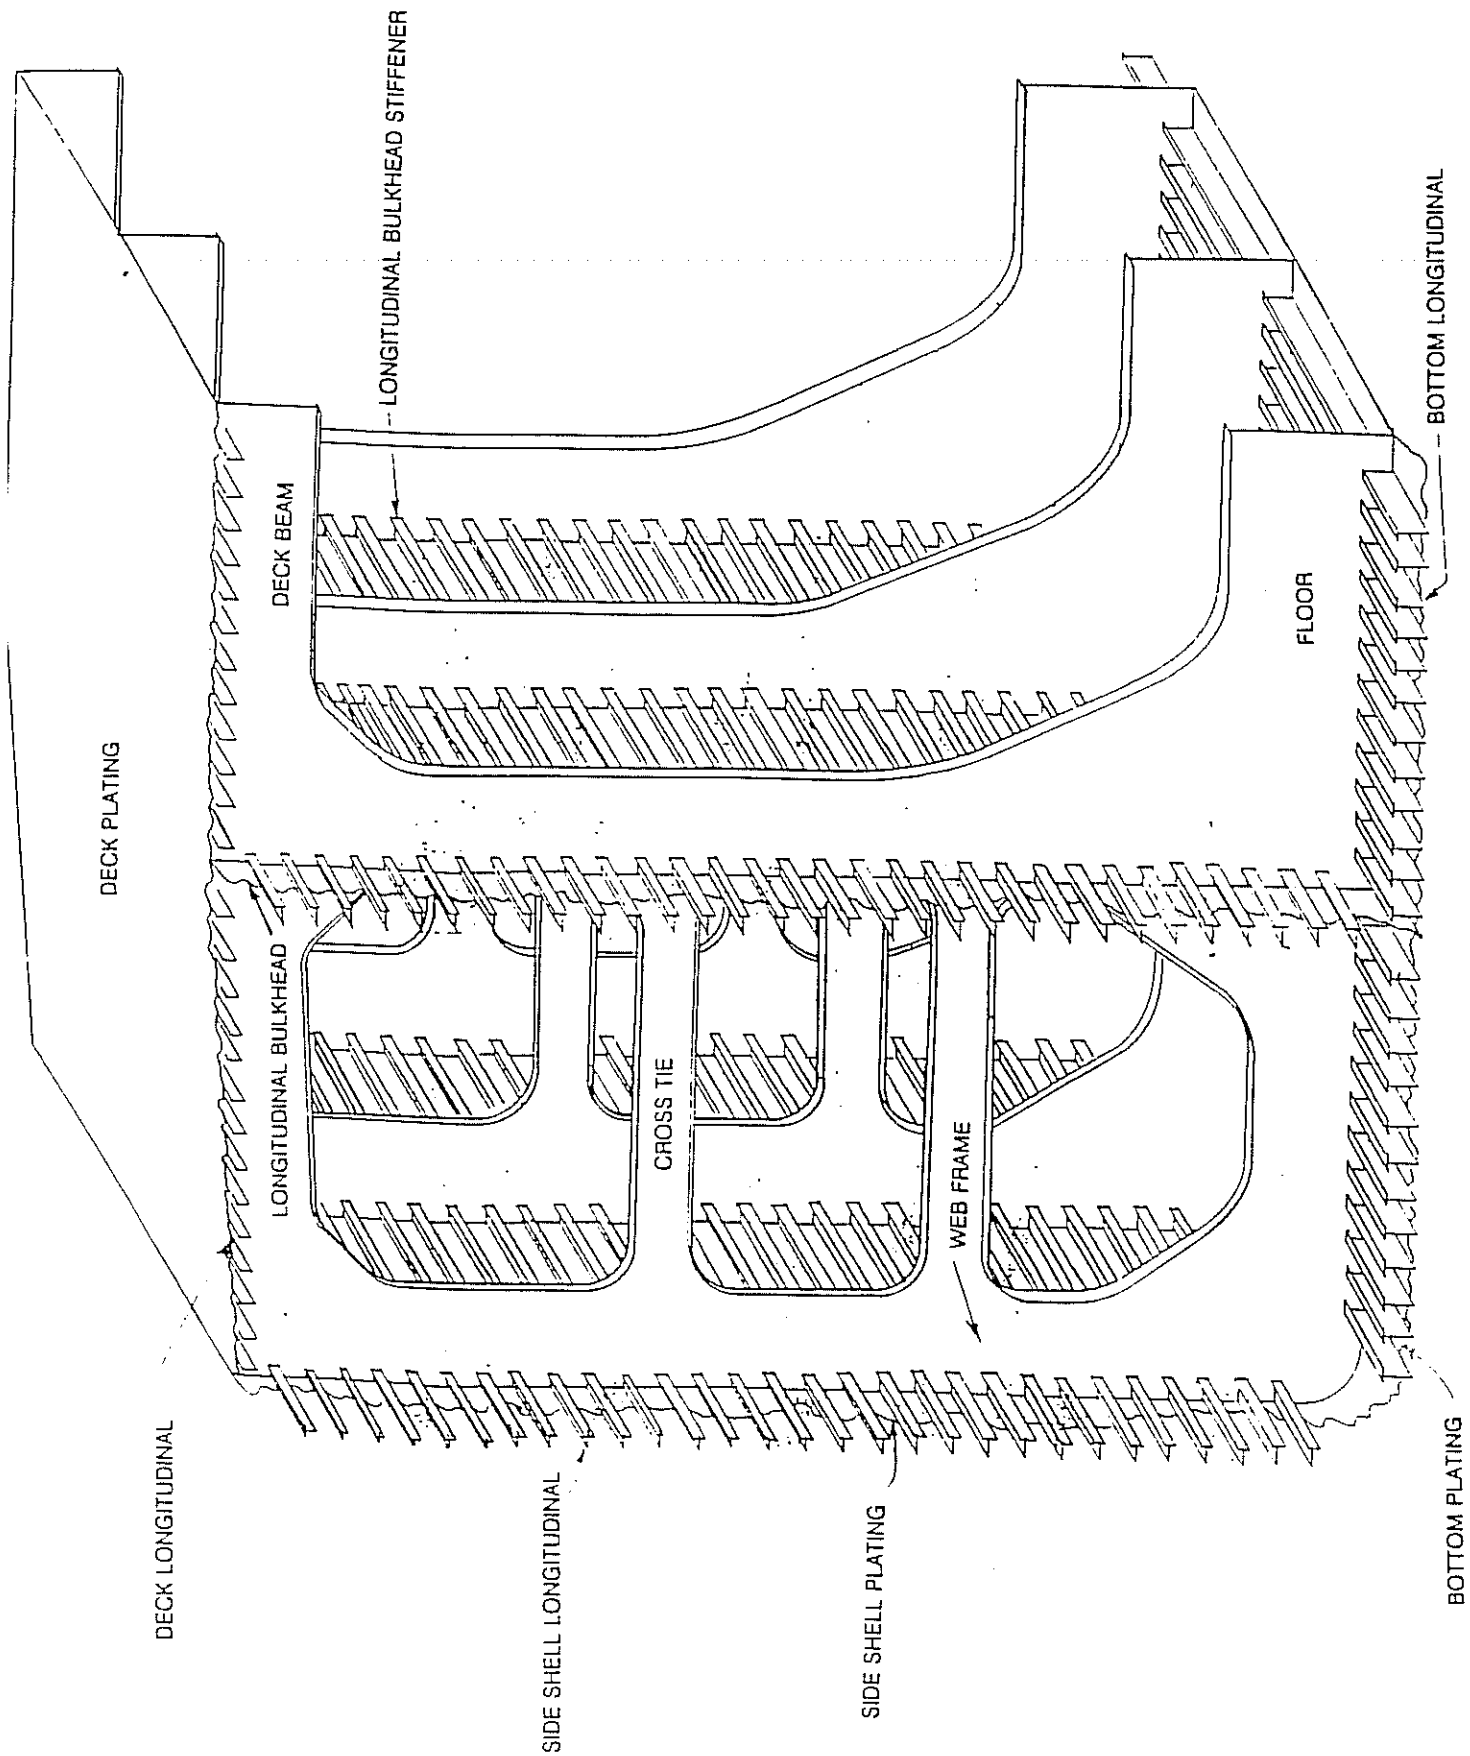 DECK PLATING
DECK LONGITUDINAL
LONGITUDINAL BULKHEAD
DECK BEAM
LONGITUDINAL BULKHEAD STIFFENER
SIDE SHELL LONGITUDINAL
CROSS TIE
SIDE SHELL PLATING
WEB FRAME
FLOOR
BOTTOM PLATING
BOTTOM LONGITUDINAL